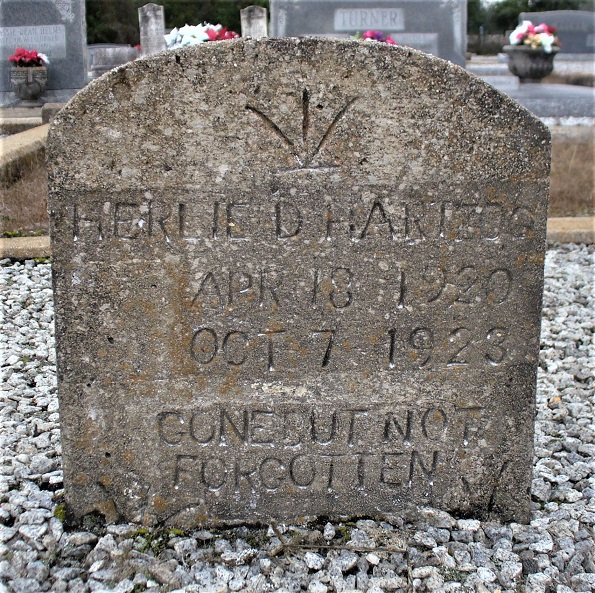 TURNER
HERLIE D HARTZOG
APR 18 1920
OCT 7 1923
GONE BUT NOT
FORGOTTEN